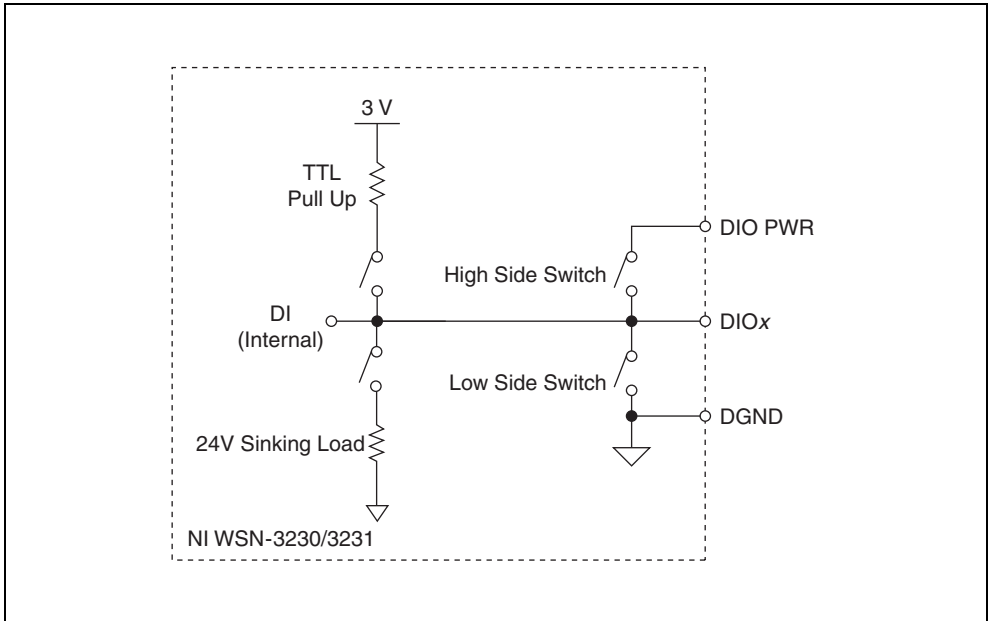 3 V
TTL
Pull Up
DIO PWR
High Side Switch
DI
(Internal)
DIOx
Low Side Switch
DGND
24V Sinking Load
NI WSN-3230/3231